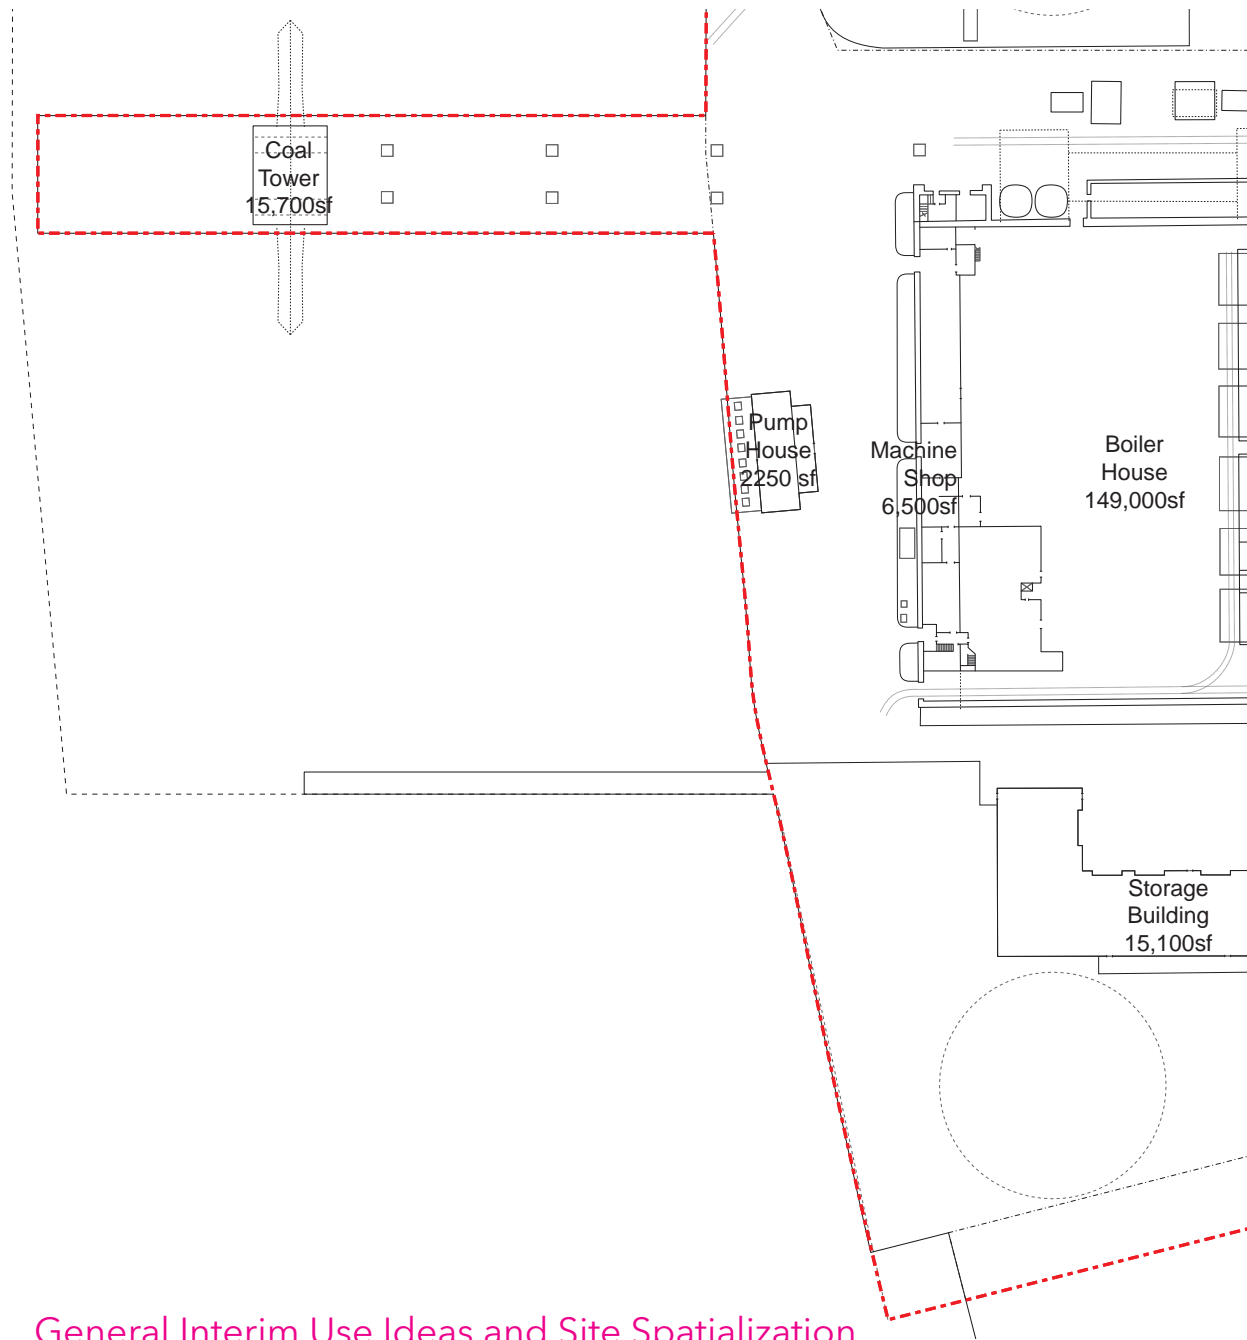 Coal
Tower
15,700sf
Pump
House
2250 sf
Machine
Shop
6,500sf
Boiler
House
149,000sf
Storage
Building
15,100sf
General Interim Use Ideas and Site Spatialization